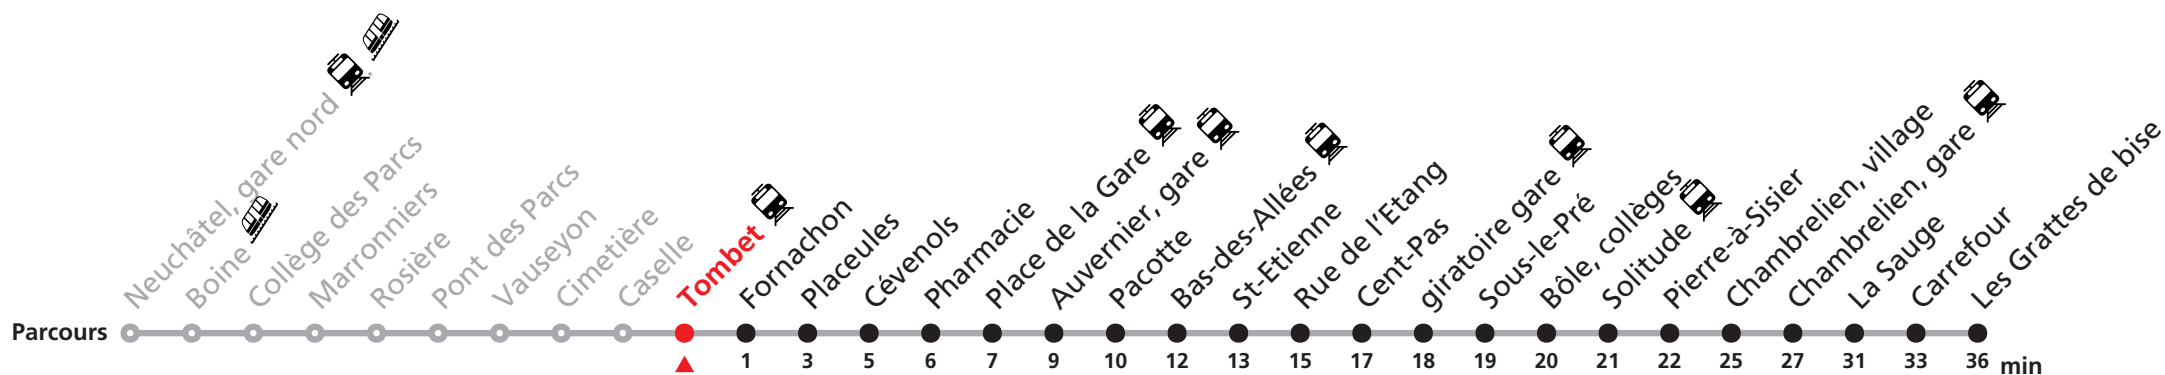 Neuchâtel, gare nord
Boine
Collège des Parcs
Marronniers
Rosière
Pont des Parcs
Vauseyon
Cimetière
Caselle
Tombet
Fornachon
Placeules
Cévenols
Pharmacie
Place de la Gare
Auvernier, gare
Pacotte
Bas-des-Allées
St-Etienne
Rue de l'Etang
Cent-Pas
giratoire gare
Sous-le-Pré
Bôle, collèges
Solitude
Pierre-à-Sisier
Chambrelien, village
Chambrelien, gare
La Sauge
Carrefour
Les Grattes de bise
Parcours
1 3 5 6 7 9 10 12 13 15 17 18 19 20 21 22 25 27 31 33 36 min